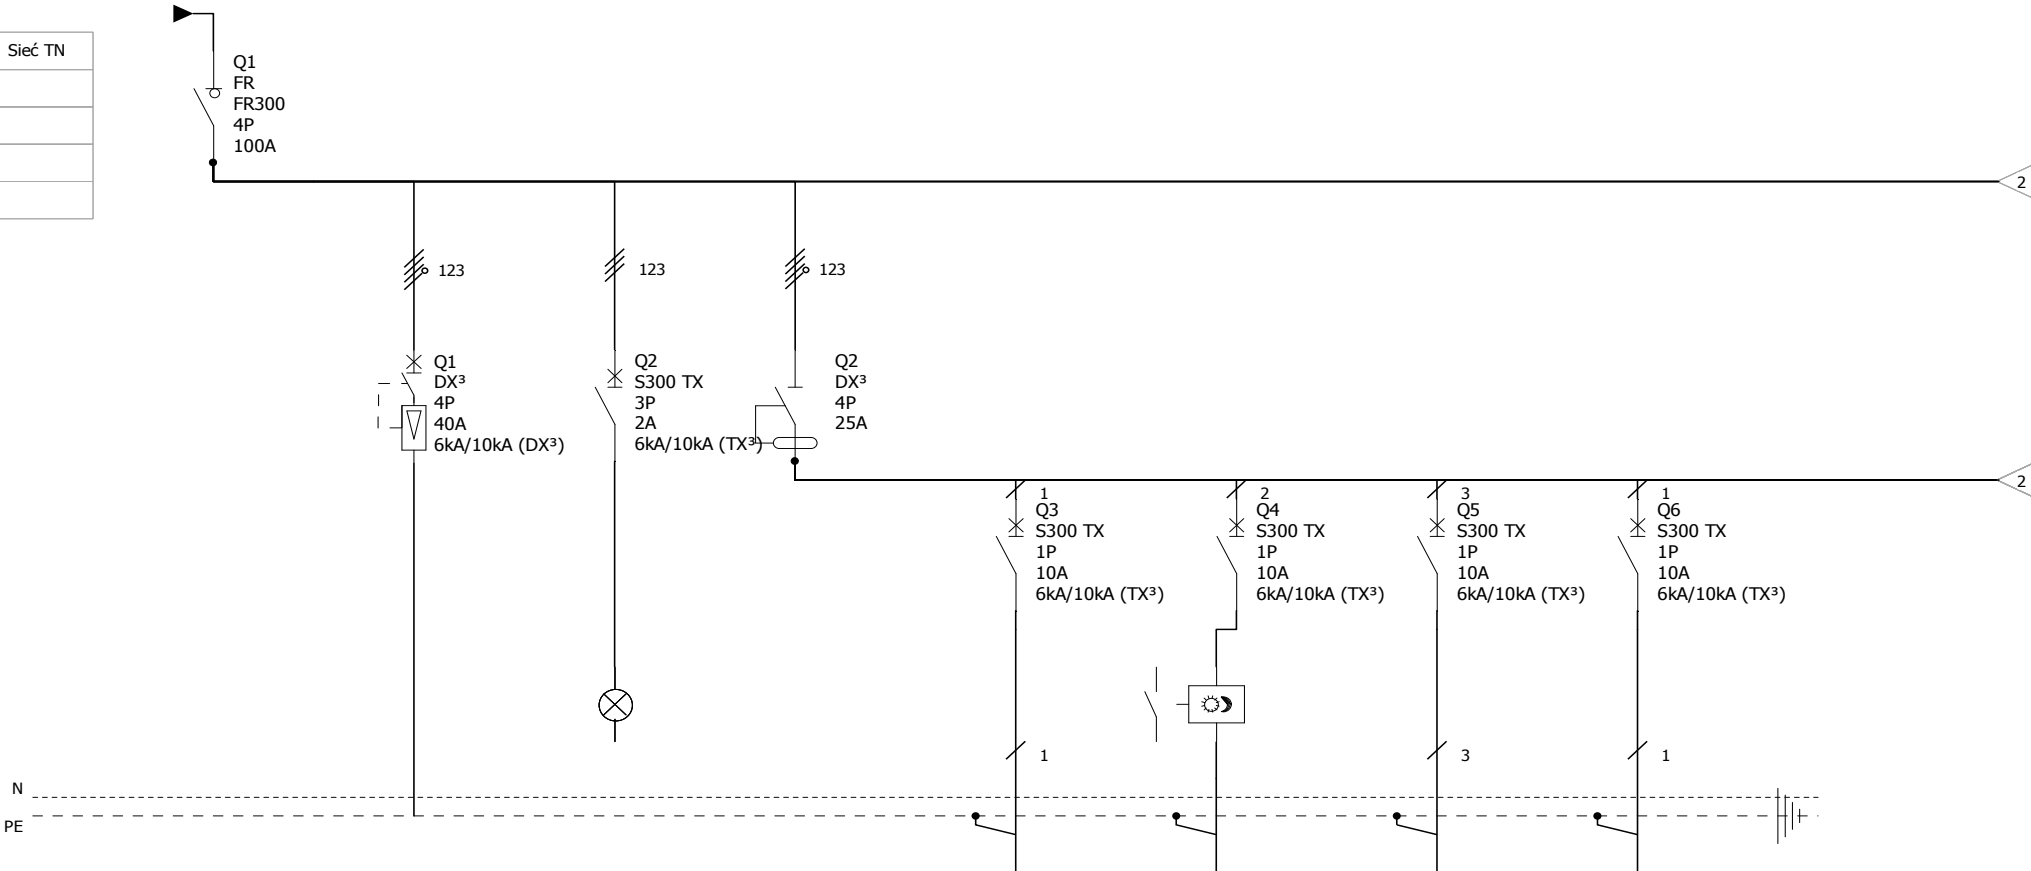 Sieć TN
Q1
FR
FR300
4P
100A
2
123
123
123
Q1
DX³
4P
40A
6kA/10kA (DX³)
Q2
S300 TX
3P
2A
6kA/10kA (TX³)
Q2
DX³
4P
25A
2
1
Q3
S300 TX
1P
10A
6kA/10kA (TX³)
2
Q4
S300 TX
1P
10A
6kA/10kA (TX³)
3
Q5
S300 TX
1P
10A
6kA/10kA (TX³)
1
Q6
S300 TX
1P
10A
6kA/10kA (TX³)
1
3
1
N
PE